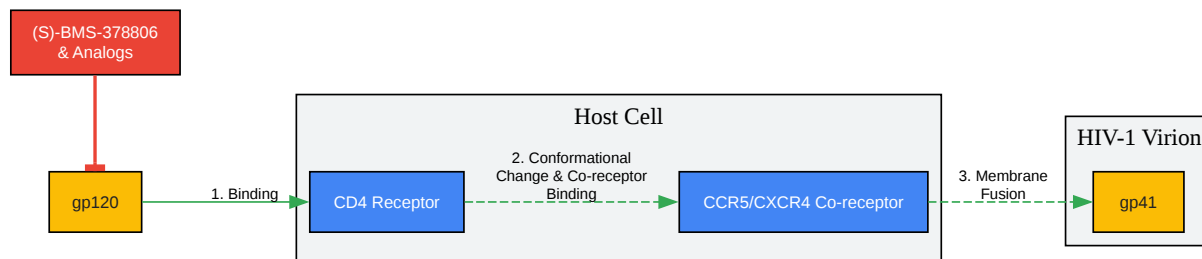 (S)-BMS-378806
& Analogs
Host Cell
HIV-1 Virion
gp120
1. Binding
CD4 Receptor
2. Conformational
Change & Co-receptor
Binding
CCR5/CXCR4 Co-receptor
3. Membrane
Fusion
gp41